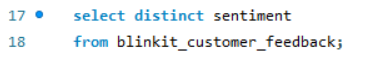 17 select distinct sentiment
18 from blinkit_customer_feedback;